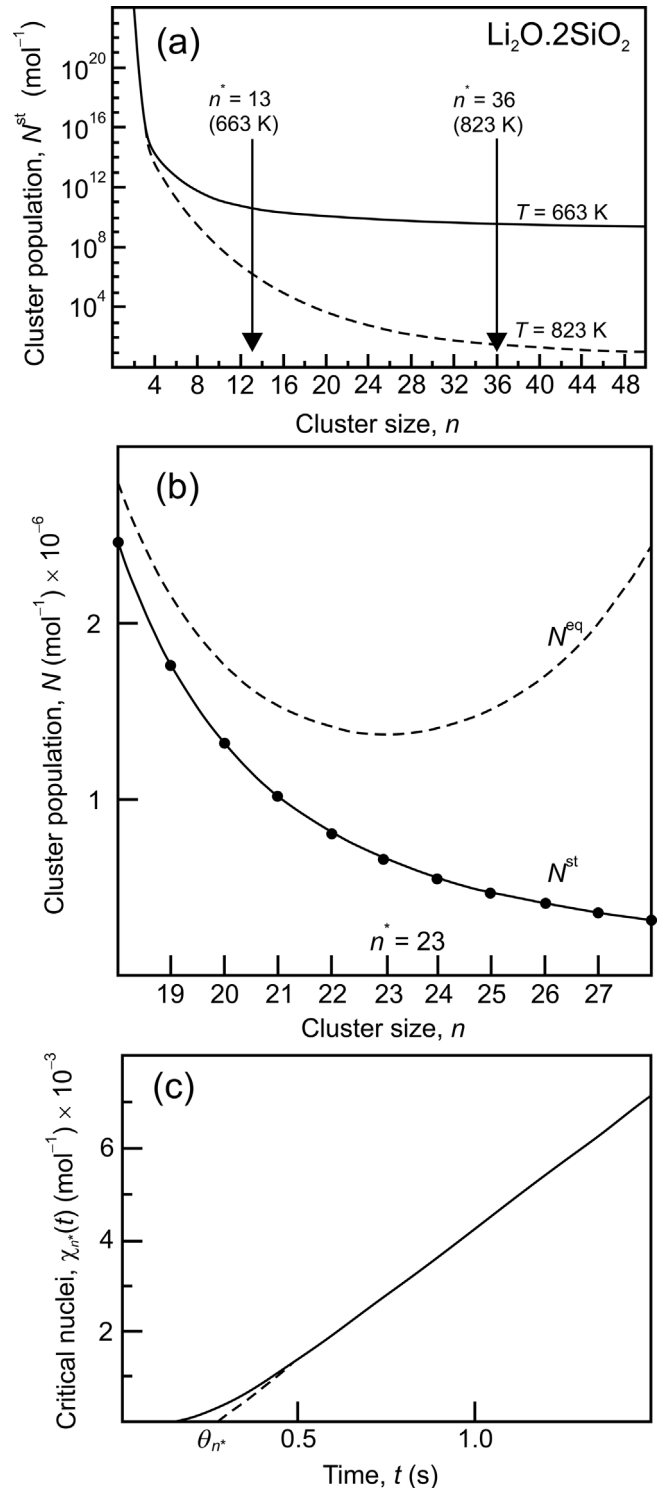 (a)
Li₂O.2SiO₂
Cluster population, Nˢᵗ (mol⁻¹)
10²⁰
10¹⁶
10¹²
10⁸
10⁴
n* = 13
(663 K)
n* = 36
(823 K)
T = 663 K
T = 823 K
4 8 12 16 20 24 28 32 36 40 44 48
Cluster size, n
(b)
Cluster population, N (mol⁻¹) × 10⁻⁶
2
1
Nᵉq
Nˢᵗ
n* = 23
19 20 21 22 23 24 25 26 27
Cluster size, n
(c)
Critical nuclei, χₙ*(t) (mol⁻¹) × 10⁻³
6
4
2
θₙ* 0.5 1.0
Time, t (s)